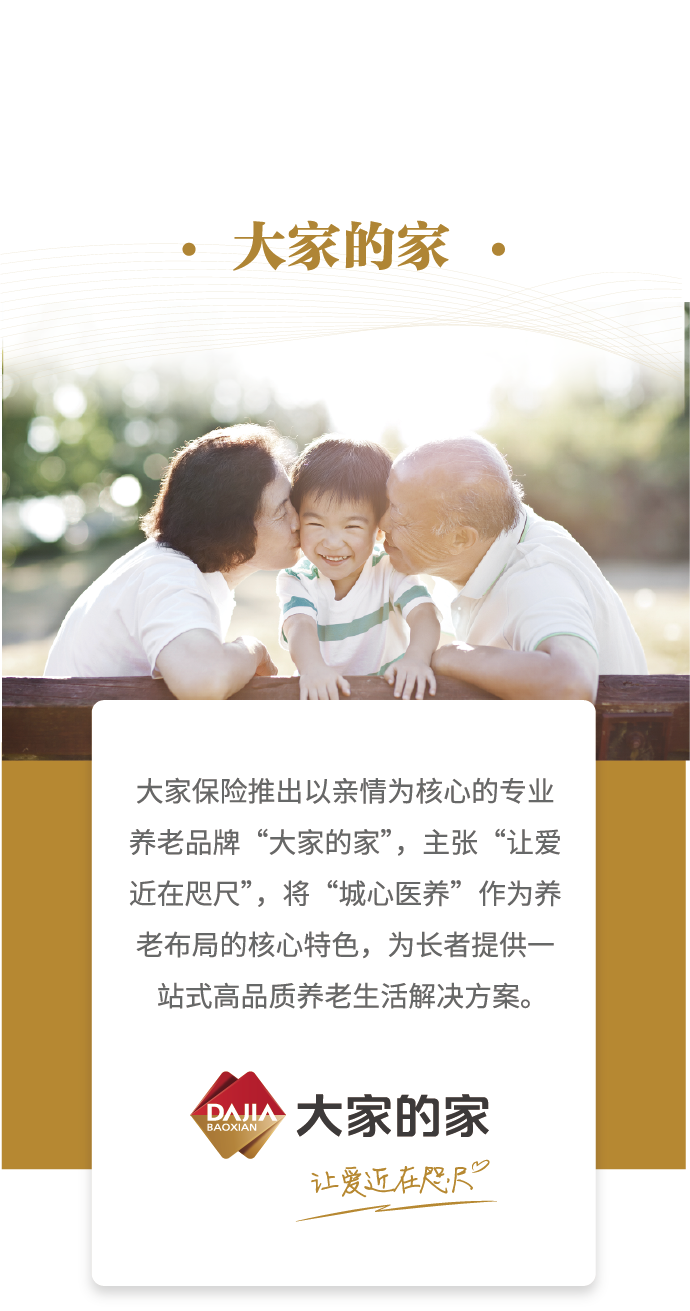 • 大家的家 •
大家保险推出以亲情为核心的专业
养老品牌“大家的家”，主张“让爱
近在咫尺”，将“城心医养”作为养
老布局的核心特色，为长者提供一
站式高品质养老生活解决方案。
DAJIA
BAOXIAN
大家的家
让爱近在咫尺